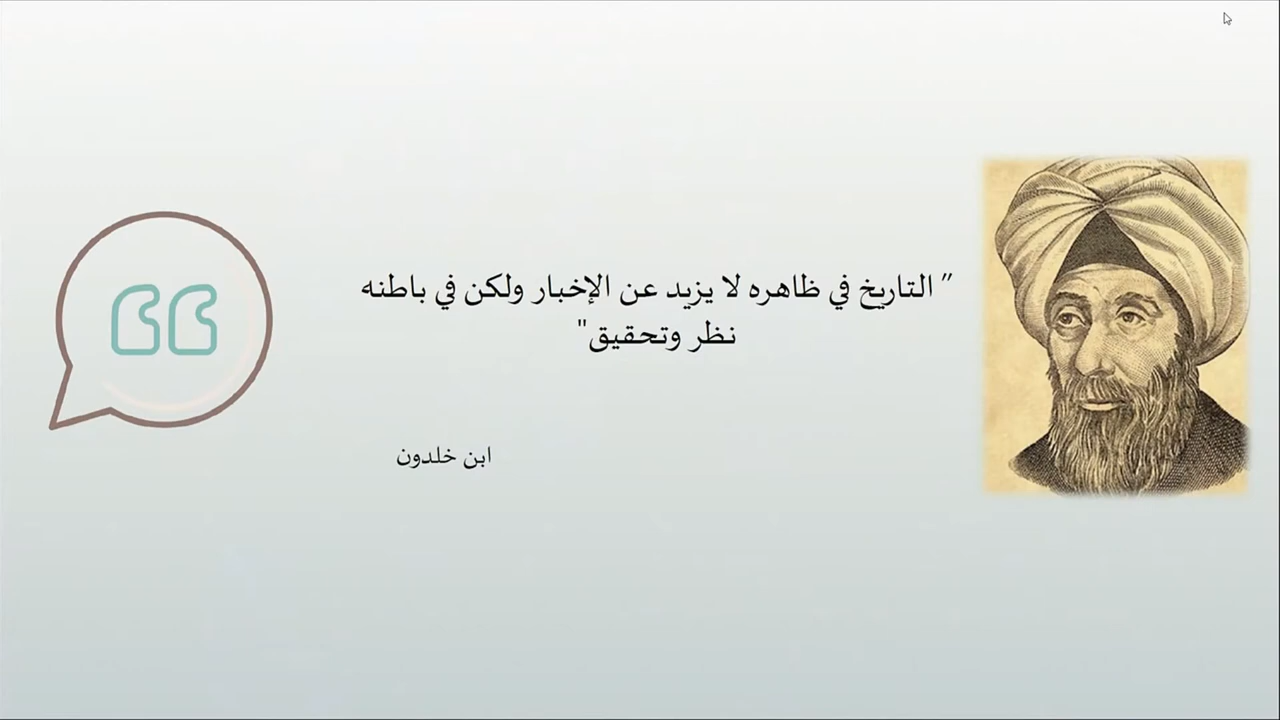 ” التاريخ في ظاهره لا يزيد عن الإخبار ولكن في باطنه
نظر وتحقيق"
ابن خلدون